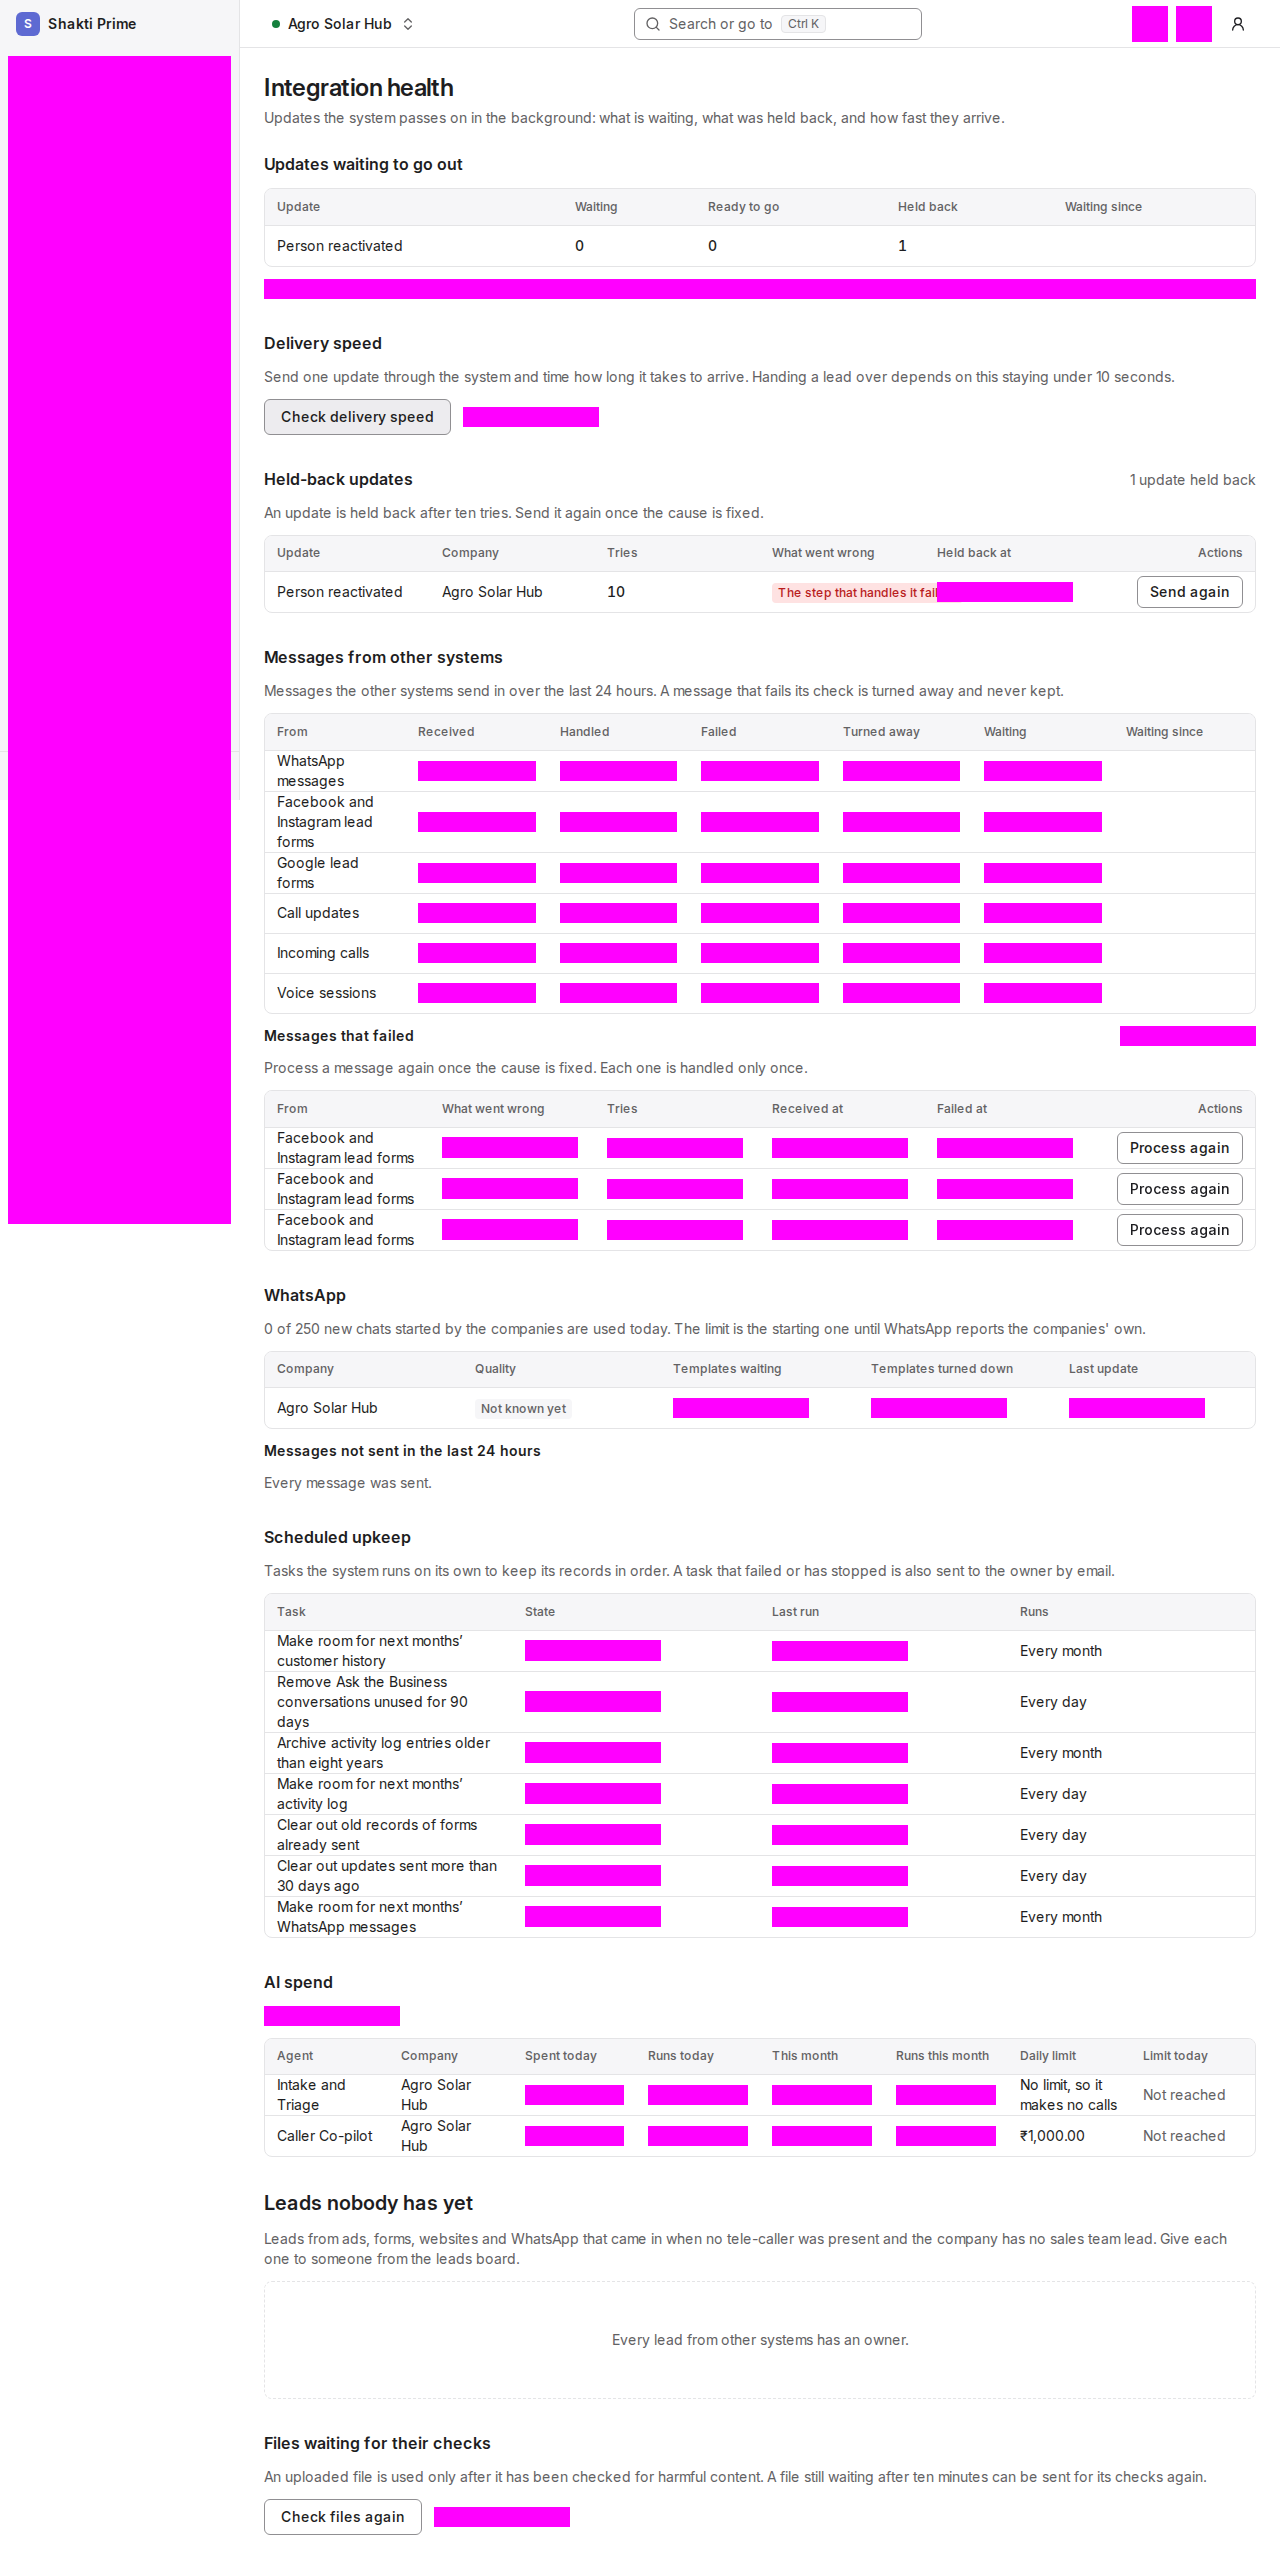 S Shakti Prime
Agro Solar Hub
Search or go to Ctrl K
Integration health
Updates the system passes on in the background: what is waiting, what was held back, and how fast they arrive.
Updates waiting to go out
Update Waiting Ready to go Held back Waiting since
Person reactivated 0 0 1
Delivery speed
Send one update through the system and time how long it takes to arrive. Handing a lead over depends on this staying under 10 seconds.
Check delivery speed
Held-back updates 1 update held back
An update is held back after ten tries. Send it again once the cause is fixed.
Update Company Tries What went wrong Held back at Actions
Person reactivated Agro Solar Hub 10 The step that handles it Send again
Messages from other systems
Messages the other systems send in over the last 24 hours. A message that fails its check is turned away and never kept.
From Received Handled Failed Turned away Waiting Waiting since
WhatsApp
messages
Facebook and
Instagram lead
forms
Google lead
forms
Call updates
Incoming calls
Voice sessions
Messages that failed
Process a message again once the cause is fixed. Each one is handled only once.
From What went wrong Tries Received at Failed at Actions
Facebook and
Instagram lead forms Process again
Facebook and
Instagram lead forms Process again
Facebook and
Instagram lead forms Process again
WhatsApp
0 of 250 new chats started by the companies are used today. The limit is the starting one until WhatsApp reports the companies' own.
Company Quality Templates waiting Templates turned down Last update
Agro Solar Hub Not known yet
Messages not sent in the last 24 hours
Every message was sent.
Scheduled upkeep
Tasks the system runs on its own to keep its records in order. A task that failed or has stopped is also sent to the owner by email.
Task State Last run Runs
Make room for next months’
customer history Every month
Remove Ask the Business
conversations unused for 90
days Every day
Archive activity log entries older
than eight years Every month
Make room for next months’
activity log Every day
Clear out old records of forms
already sent Every day
Clear out updates sent more than
30 days ago Every day
Make room for next months’
WhatsApp messages Every month
AI spend
Agent Company Spent today Runs today This month Runs this month Daily limit Limit today
Intake and Agro Solar No limit, so it
Triage Hub makes no calls Not reached
Caller Co-pilot Agro Solar
Hub ₹1,000.00 Not reached
Leads nobody has yet
Leads from ads, forms, websites and WhatsApp that came in when no tele-caller was present and the company has no sales team lead. Give each
one to someone from the leads board.
Every lead from other systems has an owner.
Files waiting for their checks
An uploaded file is used only after it has been checked for harmful content. A file still waiting after ten minutes can be sent for its checks again.
Check files again